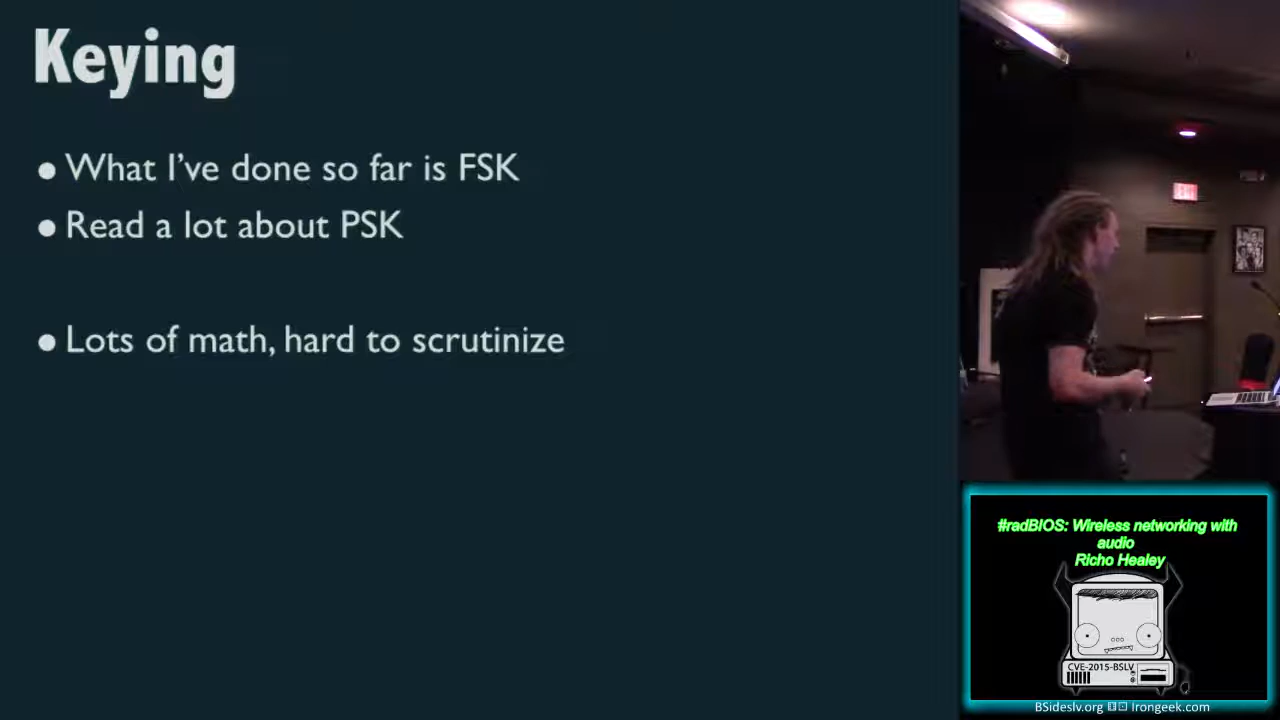 Keying
• What I've done so far is FSK
• Read a lot about PSK
• Lots of math, hard to scrutinize
EXIT
#radBIOS: Wireless networking with
audio
Richo Healey
CVE-2015-BSLV
BSideslv.org Irongeek.com